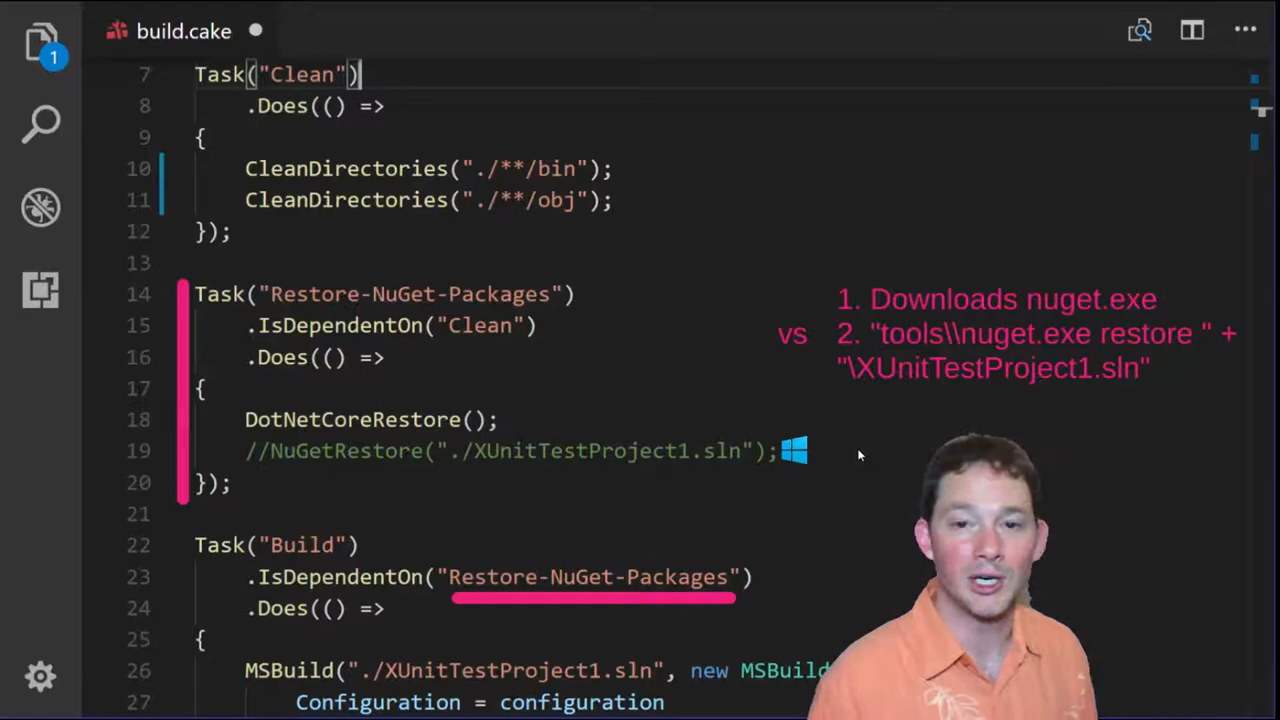 build.cake
1
7 Task("Clean")
8 .Does(() =>
9 {
10 CleanDirectories("./**/bin");
11 CleanDirectories("./**/obj");
12 });
13
14 Task("Restore-NuGet-Packages")
15 .IsDependentOn("Clean")
16 .Does(() =>
17 {
18 DotNetCoreRestore();
19 //NuGetRestore("./XUnitTestProject1.sln");
20 });
21
22 Task("Build")
23 .IsDependentOn("Restore-NuGet-Packages")
24 .Does(() =>
25 {
26 MSBuild("./XUnitTestProject1.sln", new MSBuild
27 Configuration = configuration
1. Downloads nuget.exe
vs 2. "tools\\nuget.exe restore " +
"\XUnitTestProject1.sln"